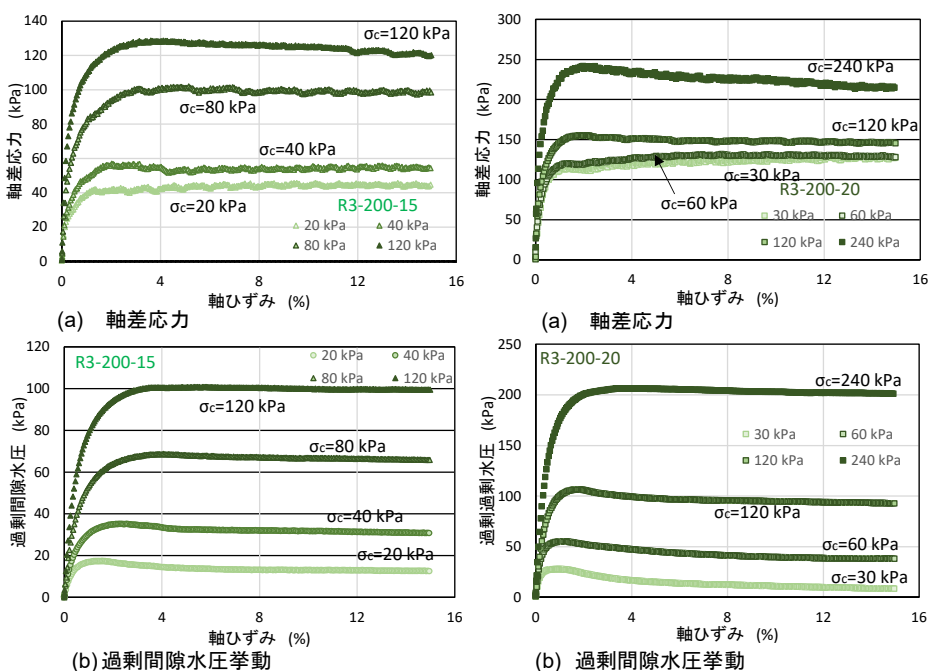 140
120
100
80
60
40
20
0
軸差応力 (kPa)
σc=120 kPa
σc=80 kPa
σc=40 kPa
σc=20 kPa
R3-200-15
20 kPa
40 kPa
80 kPa
120 kPa
0
4
8
12
16
軸ひずみ (%)
(a) 軸差応力
300
250
200
150
100
50
0
軸差応力 (kPa)
σc=240 kPa
σc=120 kPa
σc=30 kPa
σc=60 kPa
R3-200-20
30 kPa
60 kPa
120 kPa
240 kPa
0
4
8
12
16
軸ひずみ (%)
(a) 軸差応力
120
100
80
60
40
20
0
過剰間隙水圧 (kPa)
R3-200-15
20 kPa
40 kPa
80 kPa
120 kPa
σc=120 kPa
σc=80 kPa
σc=40 kPa
σc=20 kPa
0
4
8
12
16
軸ひずみ (%)
(b) 過剰間隙水圧挙動
250
200
150
100
50
0
過剰過剰水圧 (kPa)
R3-200-20
σc=240 kPa
30 kPa
60 kPa
120 kPa
240 kPa
σc=120 kPa
σc=60 kPa
σc=30 kPa
0
4
8
12
16
軸ひずみ (%)
(b) 過剰間隙水圧挙動